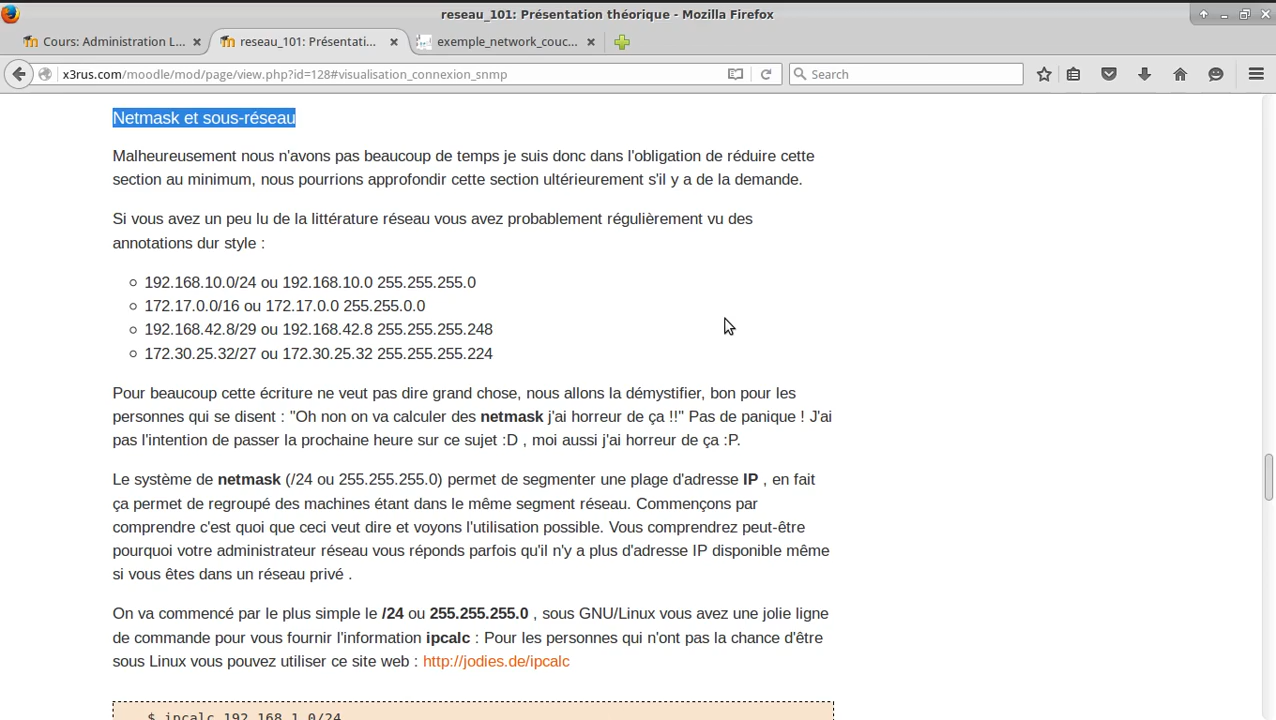 reseau_101: Présentation théorique - Mozilla Firefox
Cours: Administration L...
reseau_101: Présentati...
exemple_network_couc...
x3rus.com/moodle/mod/page/view.php?id=128#visualisation_connexion_snmp
Search
Netmask et sous-réseau
Malheureusement nous n'avons pas beaucoup de temps je suis donc dans l'obligation de réduire cette
section au minimum, nous pourrions approfondir cette section ultérieurement s'il y a de la demande.
Si vous avez un peu lu de la littérature réseau vous avez probablement régulièrement vu des
annotations dur style :
192.168.10.0/24 ou 192.168.10.0 255.255.255.0
172.17.0.0/16 ou 172.17.0.0 255.255.0.0
192.168.42.8/29 ou 192.168.42.8 255.255.255.248
172.30.25.32/27 ou 172.30.25.32 255.255.255.224
Pour beaucoup cette écriture ne veut pas dire grand chose, nous allons la démystifier, bon pour les
personnes qui se disent : "Oh non on va calculer des netmask j'ai horreur de ça !!" Pas de panique ! J'ai
pas l'intention de passer la prochaine heure sur ce sujet :D , moi aussi j'ai horreur de ça :P.
Le système de netmask (/24 ou 255.255.255.0) permet de segmenter une plage d'adresse IP , en fait
ça permet de regroupé des machines étant dans le même segment réseau. Commençons par
comprendre c'est quoi que ceci veut dire et voyons l'utilisation possible. Vous comprendrez peut-être
pourquoi votre administrateur réseau vous réponds parfois qu'il n'y a plus d'adresse IP disponible même
si vous êtes dans un réseau privé .
On va commencé par le plus simple le /24 ou 255.255.255.0 , sous GNU/Linux vous avez une jolie ligne
de commande pour vous fournir l'information ipcalc : Pour les personnes qui n'ont pas la chance d'être
sous Linux vous pouvez utiliser ce site web : http://jodies.de/ipcalc
$ ipcalc 192.168.1.0/24